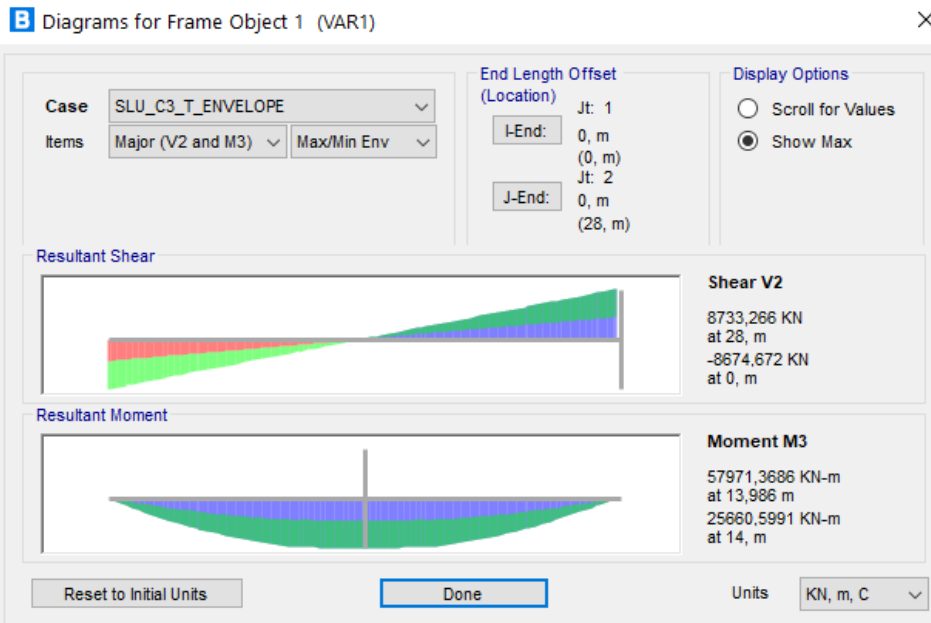 B Diagrams for Frame Object 1 (VAR1)
Case SLU_C3_T_ENVELOPE
Items Major (V2 and M3) Max/Min Env
End Length Offset
(Location)
I-End:
Jt: 1
0, m
(0, m)
J-End:
Jt: 2
0, m
(28, m)
Display Options
Scroll for Values
Show Max
Resultant Shear
Shear V2
8733,266 KN
at 28, m
-8674,672 KN
at 0, m
Resultant Moment
Moment M3
57971,3686 KN-m
at 13,986 m
25660,5991 KN-m
at 14, m
Reset to Initial Units
Done
Units KN, m, C